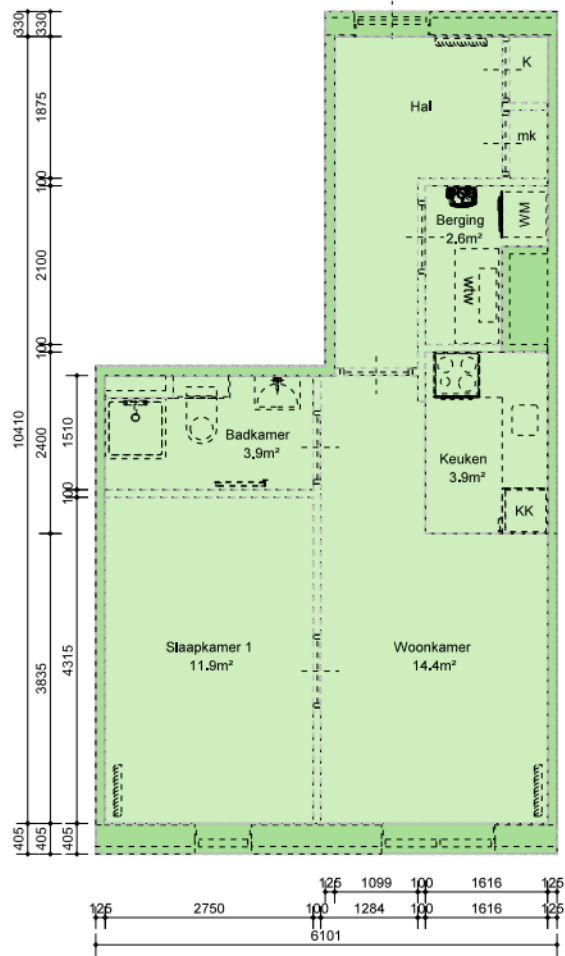 330
330
K
Hal
1875
mk
100
Berging
2.6m²
WM
2100
wtw
100
10410
2400
1510
Badkamer
3.9m²
Keuken
3.9m²
100
KK
3835
4315
Slaapkamer 1
11.9m²
Woonkamer
14.4m²
405
405
405
125 1099 100 1616 125
125 2750 100 1284 100 1616 125
6101